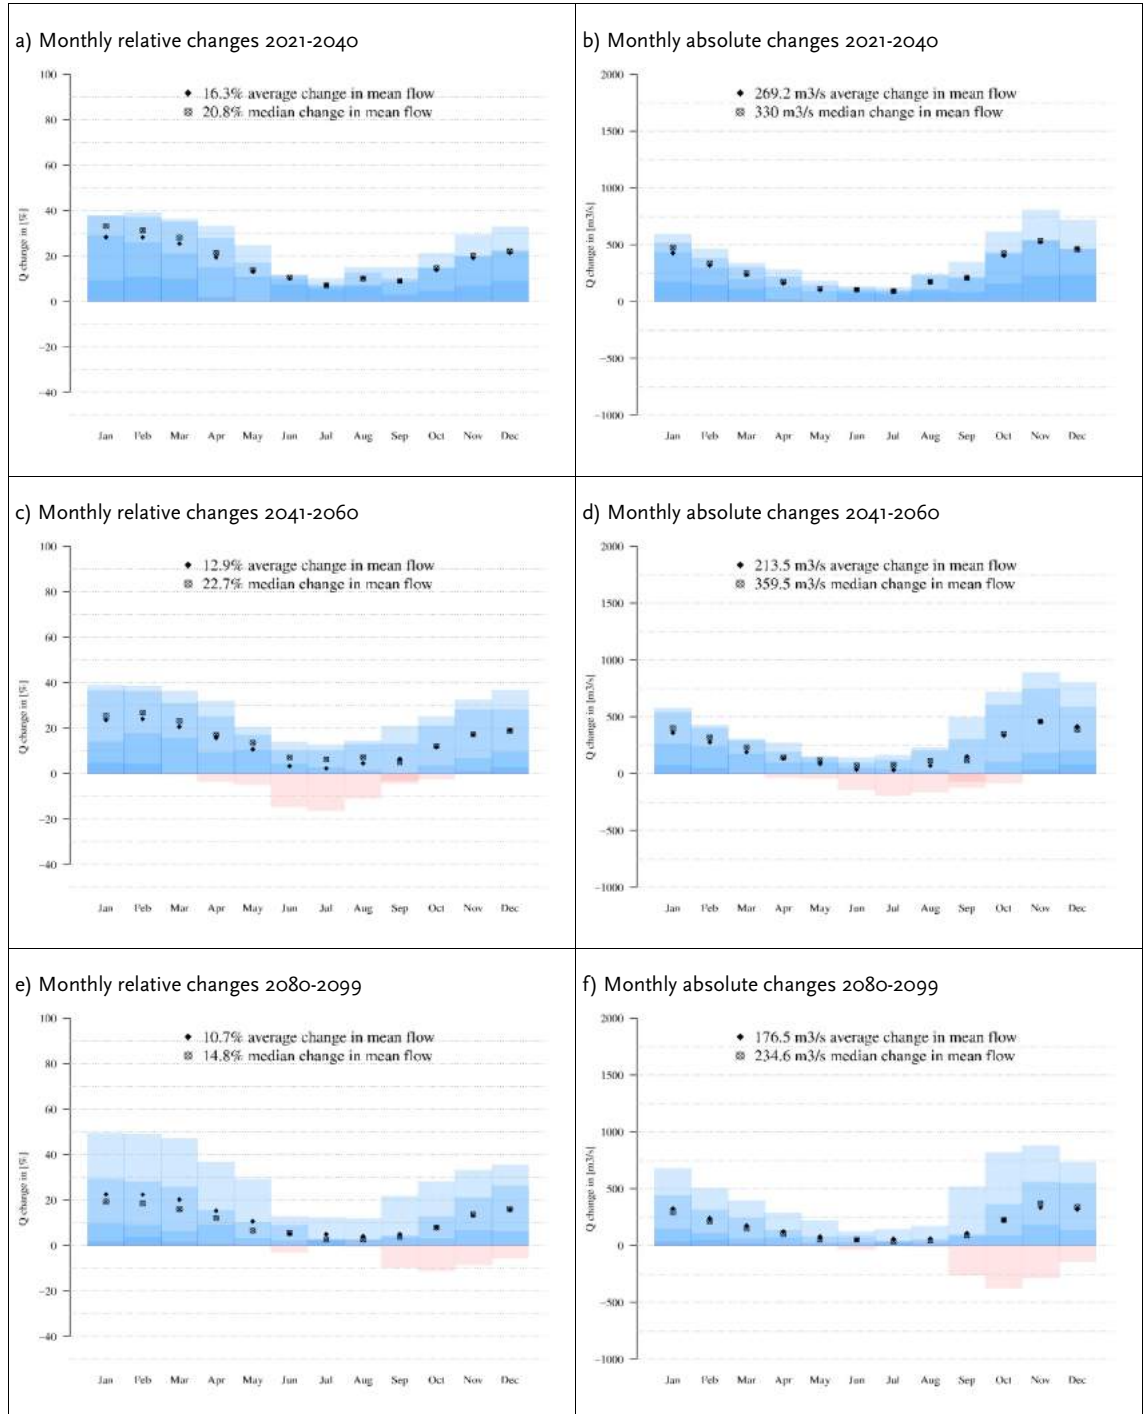 a) Monthly relative changes 2021-2040
100
80
60
40
20
0
−20
−40
Q change in [%]
16.3% average change in mean flow
20.8% median change in mean flow
Jan Feb Mar Apr May Jun Jul Aug Sep Oct Nov Dec
b) Monthly absolute changes 2021-2040
2000
1500
1000
500
0
−500
−1000
Q change in [m3/s]
269.2 m3/s average change in mean flow
330 m3/s median change in mean flow
Jan Feb Mar Apr May Jun Jul Aug Sep Oct Nov Dec
c) Monthly relative changes 2041-2060
100
80
60
40
20
0
−20
−40
Q change in [%]
12.9% average change in mean flow
22.7% median change in mean flow
Jan Feb Mar Apr May Jun Jul Aug Sep Oct Nov Dec
d) Monthly absolute changes 2041-2060
2000
1500
1000
500
0
−500
−1000
Q change in [m3/s]
213.5 m3/s average change in mean flow
359.5 m3/s median change in mean flow
Jan Feb Mar Apr May Jun Jul Aug Sep Oct Nov Dec
e) Monthly relative changes 2080-2099
100
80
60
40
20
0
−20
−40
Q change in [%]
10.7% average change in mean flow
14.8% median change in mean flow
Jan Feb Mar Apr May Jun Jul Aug Sep Oct Nov Dec
f) Monthly absolute changes 2080-2099
2000
1500
1000
500
0
−500
−1000
Q change in [m3/s]
176.5 m3/s average change in mean flow
234.6 m3/s median change in mean flow
Jan Feb Mar Apr May Jun Jul Aug Sep Oct Nov Dec